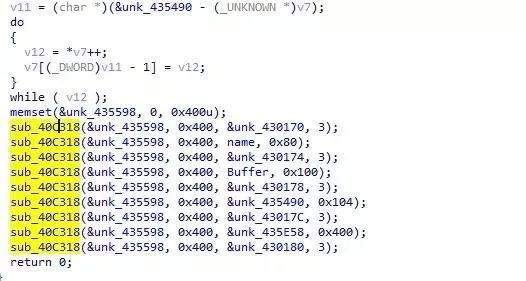 v11 = (char *)(&unk_435490 - (_UNKNOWN *)v7);
do
{
v12 = *v7++;
v7[(_DWORD)v11 - 1] = v12;
}
while ( v12 );
memset(&unk_435598, 0, 0x400u);
sub_40C318(&unk_435598, 0x400, &unk_430170, 3);
sub_40C318(&unk_435598, 0x400, name, 0x80);
sub_40C318(&unk_435598, 0x400, &unk_430174, 3);
sub_40C318(&unk_435598, 0x400, Buffer, 0x100);
sub_40C318(&unk_435598, 0x400, &unk_430178, 3);
sub_40C318(&unk_435598, 0x400, &unk_435490, 0x104);
sub_40C318(&unk_435598, 0x400, &unk_43017C, 3);
sub_40C318(&unk_435598, 0x400, &unk_435E58, 0x400);
sub_40C318(&unk_435598, 0x400, &unk_430180, 3);
return 0;
}